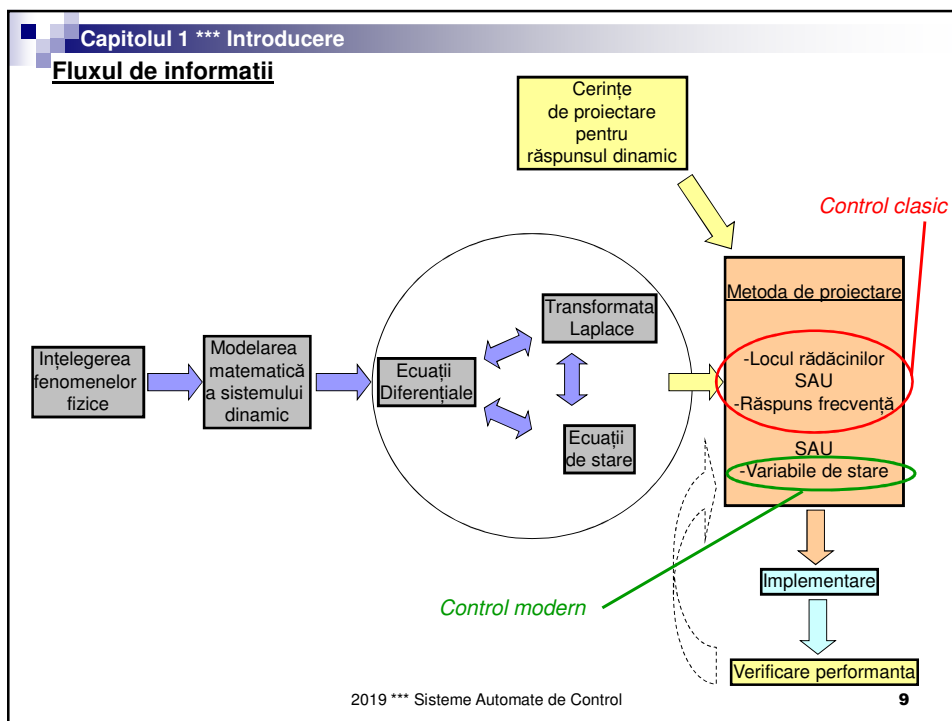 Capitolul 1 *** Introducere
Fluxul de informatii
Cerințe
de proiectare
pentru
răspunsul dinamic
Control clasic
Metoda de proiectare
-Locul rădăcinilor
SAU
-Răspuns frecvență
SAU
-Variabile de stare
Transformata
Laplace
Ințelegerea
fenomenelor
fizice
Modelarea
matematică
a sistemului
dinamic
Ecuații
Diferențiale
Ecuații
de stare
Implementare
Control modern
Verificare performanta
2019 *** Sisteme Automate de Control
9